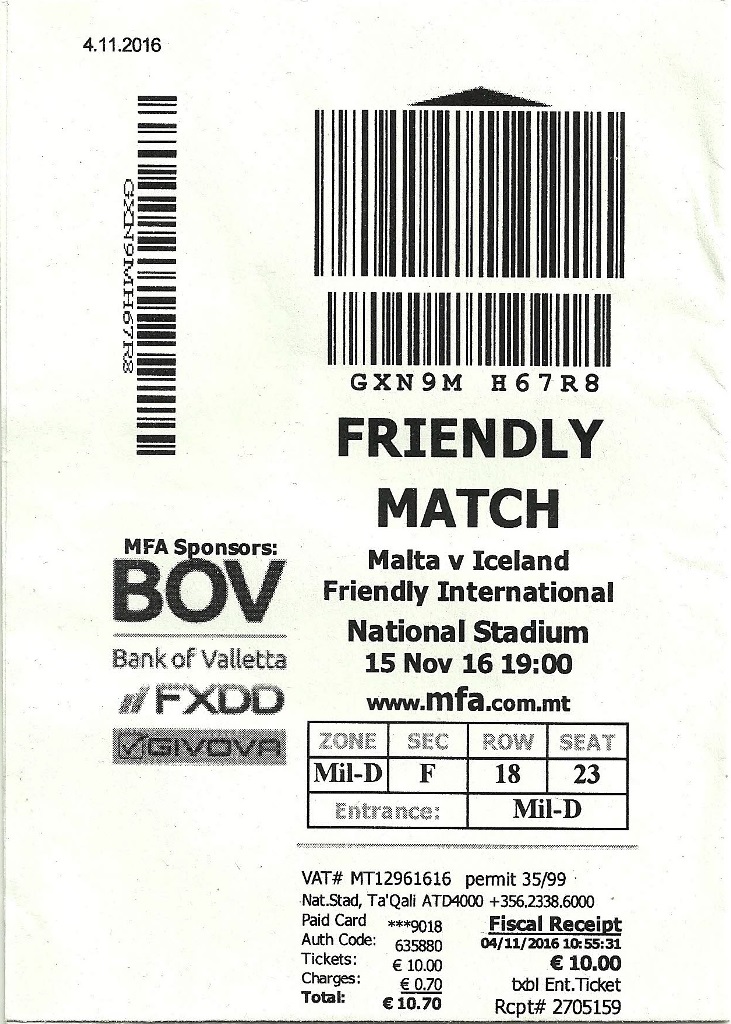 4.11.2016
GXN9MH67R8
GXN9M H67R8
FRIENDLY
MATCH
Malta v Iceland
Friendly International
National Stadium
15 Nov 16 19:00
www.mfa.com.mt
MFA Sponsors:
BOV
Bank of Valletta
FXDD
GIVOVA
ZONE SEC ROW SEAT
Mil-D F 18 23
Entrance: Mil-D
VAT# MT12961616 permit 35/99
Nat.Stad, Ta'Qali ATD4000 +356.2338.6000
Paid Card ***9018 Fiscal Receipt
Auth Code: 635880 04/11/2016 10:55:31
Tickets: € 10.00 € 10.00
Charges: € 0.70 txbl Ent.Ticket
Total: € 10.70 Rcpt# 2705159